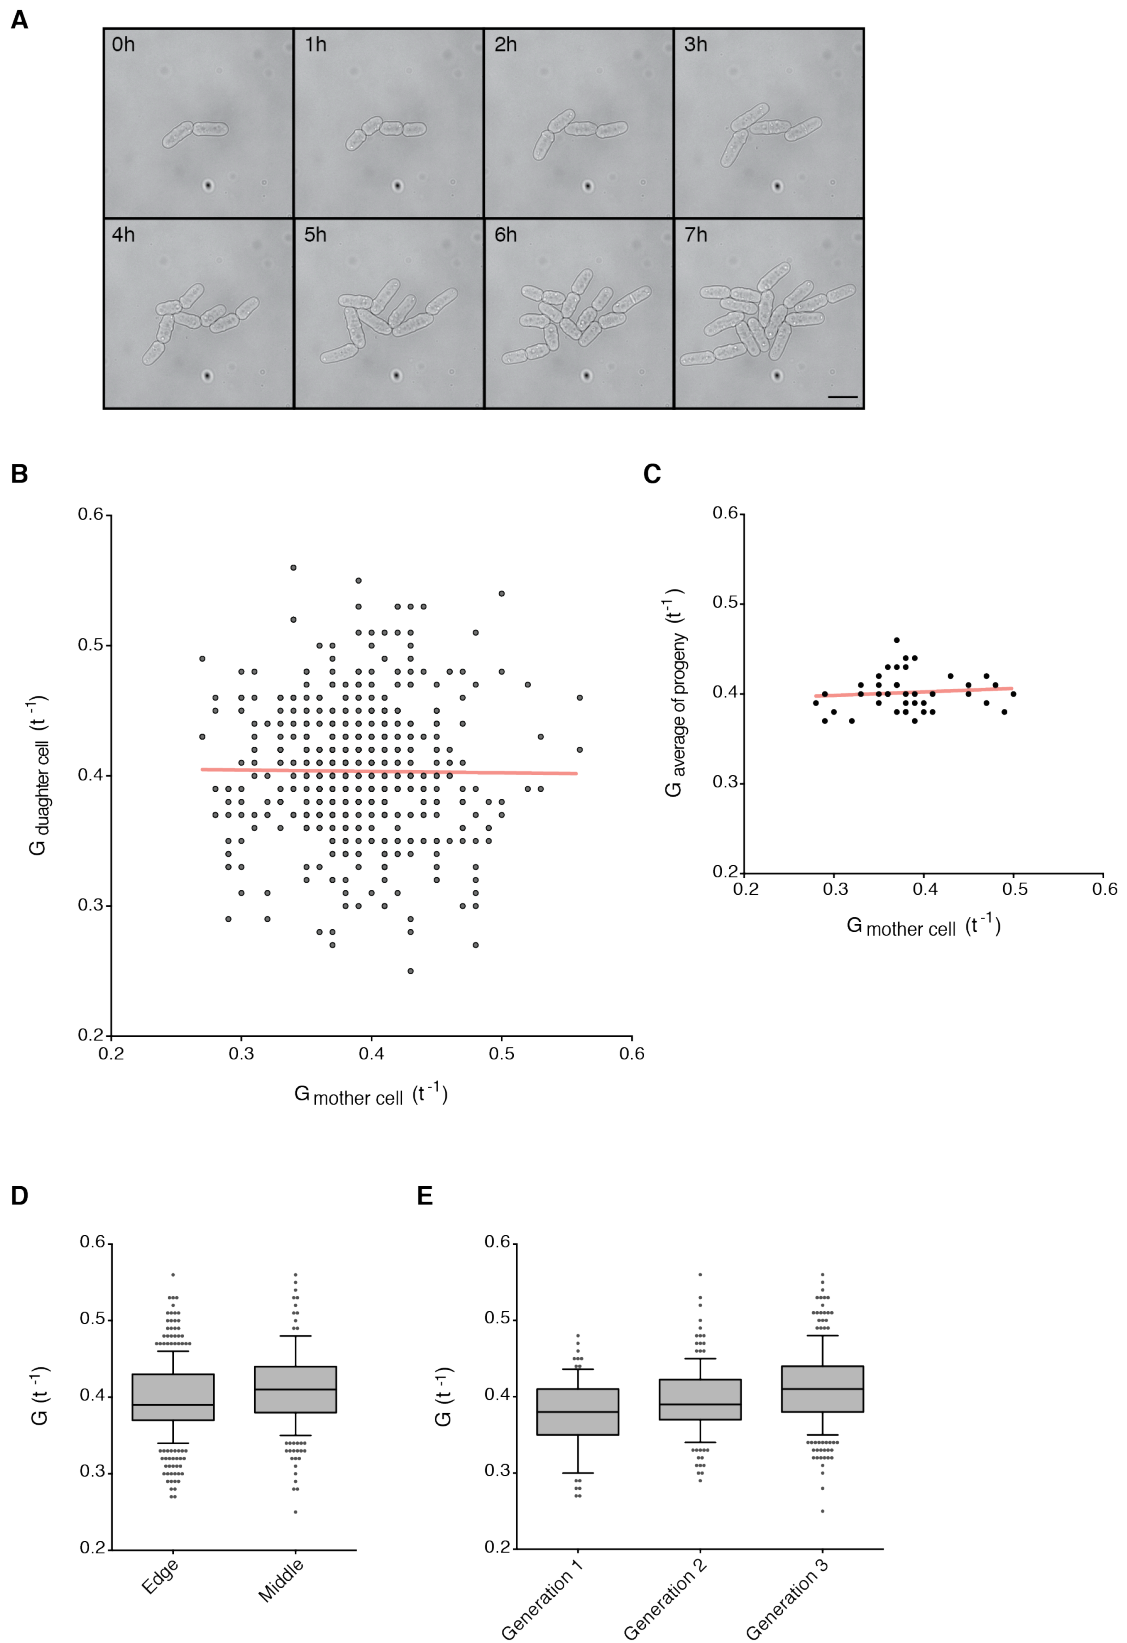 A
0h 1h 2h 3h
4h 5h 6h 7h
B
0.6
0.5
0.4
0.3
0.2
0.2 0.3 0.4 0.5 0.6
G duaghter cell (t -1)
G mother cell (t -1)
C
0.6
0.5
0.4
0.3
0.2
0.2 0.3 0.4 0.5 0.6
G average of progeny (t -1)
G mother cell (t -1)
D
0.6
0.5
0.4
0.3
0.2
G (t -1)
Edge Middle
E
0.6
0.5
0.4
0.3
0.2
G (t -1)
Generation 1 Generation 2 Generation 3